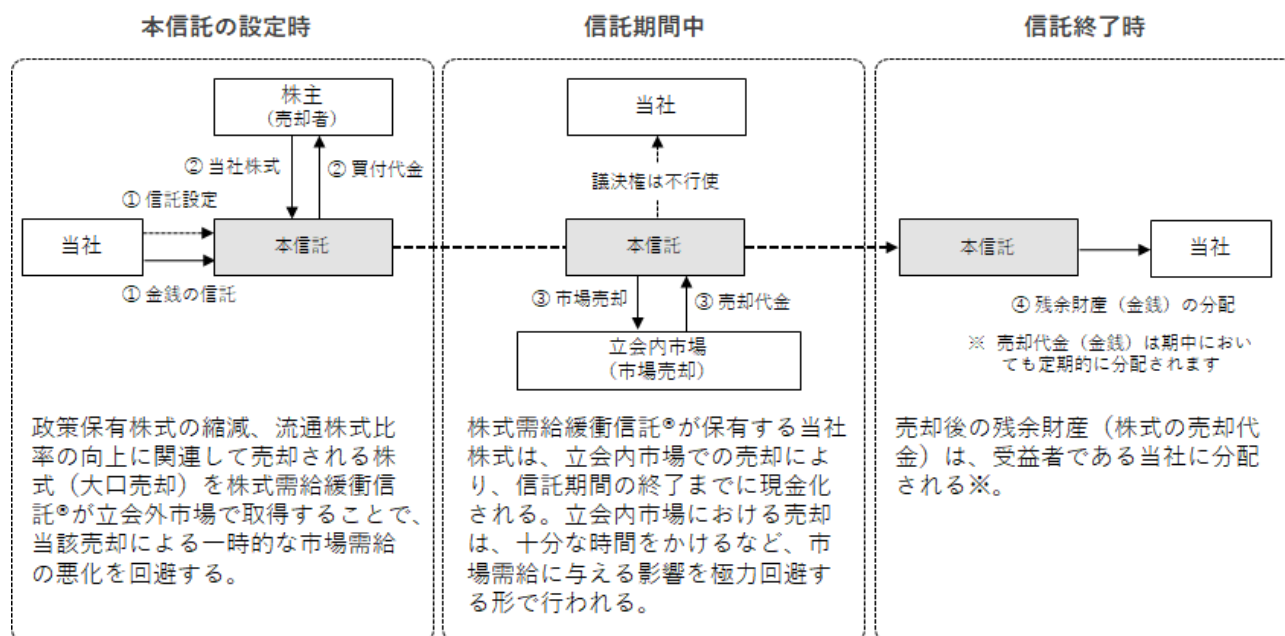 本信託の設定時
株主
(売却者)
② 当社株式
② 買付代金
① 信託設定
当社
本信託
① 金銭の信託
政策保有株式の縮減、流通株式比
率の向上に関連して売却される株
式（大口売却）を株式需給緩衝信
託®が立会外市場で取得することで、
当該売却による一時的な市場需給
の悪化を回避する。
信託期間中
当社
議決権は不行使
本信託
③ 市場売却
③ 売却代金
立会内市場
(市場売却)
株式需給緩衝信託®が保有する当社
株式は、立会内市場での売却によ
り、信託期間の終了までに現金化
される。立会内市場における売却
は、十分な時間をかけるなど、市
場需給に与える影響を極力回避す
る形で行われる。
信託終了時
本信託
当社
④ 残余財産（金銭）の分配
※ 売却代金（金銭）は期中におい
ても定期的に分配されます
売却後の残余財産（株式の売却代
金）は、受益者である当社に分配
される※。